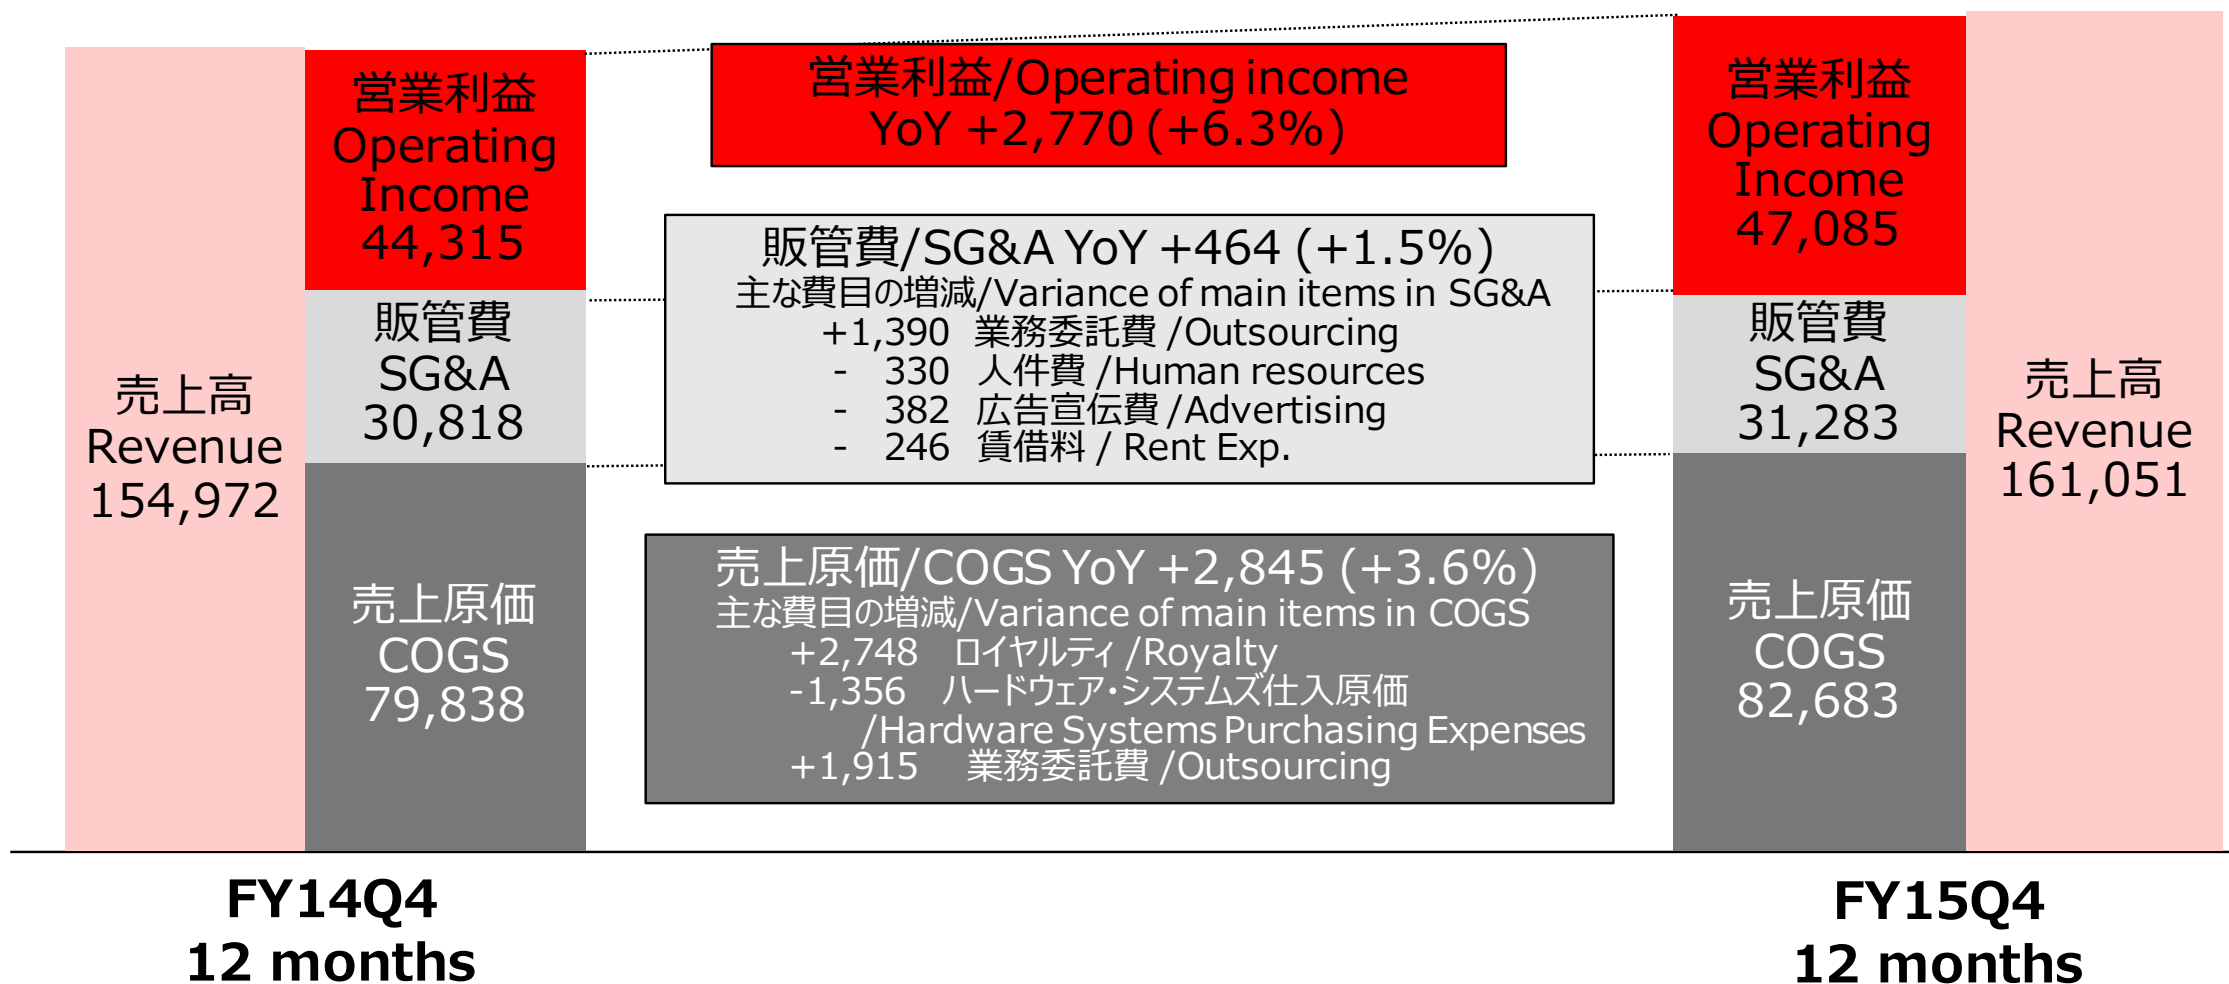 売上高
Revenue
154,972
営業利益
Operating
Income
44,315
販管費
SG&A
30,818
売上原価
COGS
79,838
営業利益/Operating income
YoY +2,770 (+6.3%)
販管費/SG&A YoY +464 (+1.5%)
主な費目の増減/Variance of main items in SG&A
+1,390 業務委託費 /Outsourcing
- 330 人件費 /Human resources
- 382 広告宣伝費 /Advertising
- 246 賃借料 / Rent Exp.
売上原価/COGS YoY +2,845 (+3.6%)
主な費目の増減/Variance of main items in COGS
+2,748 ロイヤルティ /Royalty
-1,356 ハードウェア・システムズ仕入原価
/Hardware Systems Purchasing Expenses
+1,915 業務委託費 /Outsourcing
営業利益
Operating
Income
47,085
販管費
SG&A
31,283
売上原価
COGS
82,683
売上高
Revenue
161,051
FY14Q4
12 months
FY15Q4
12 months